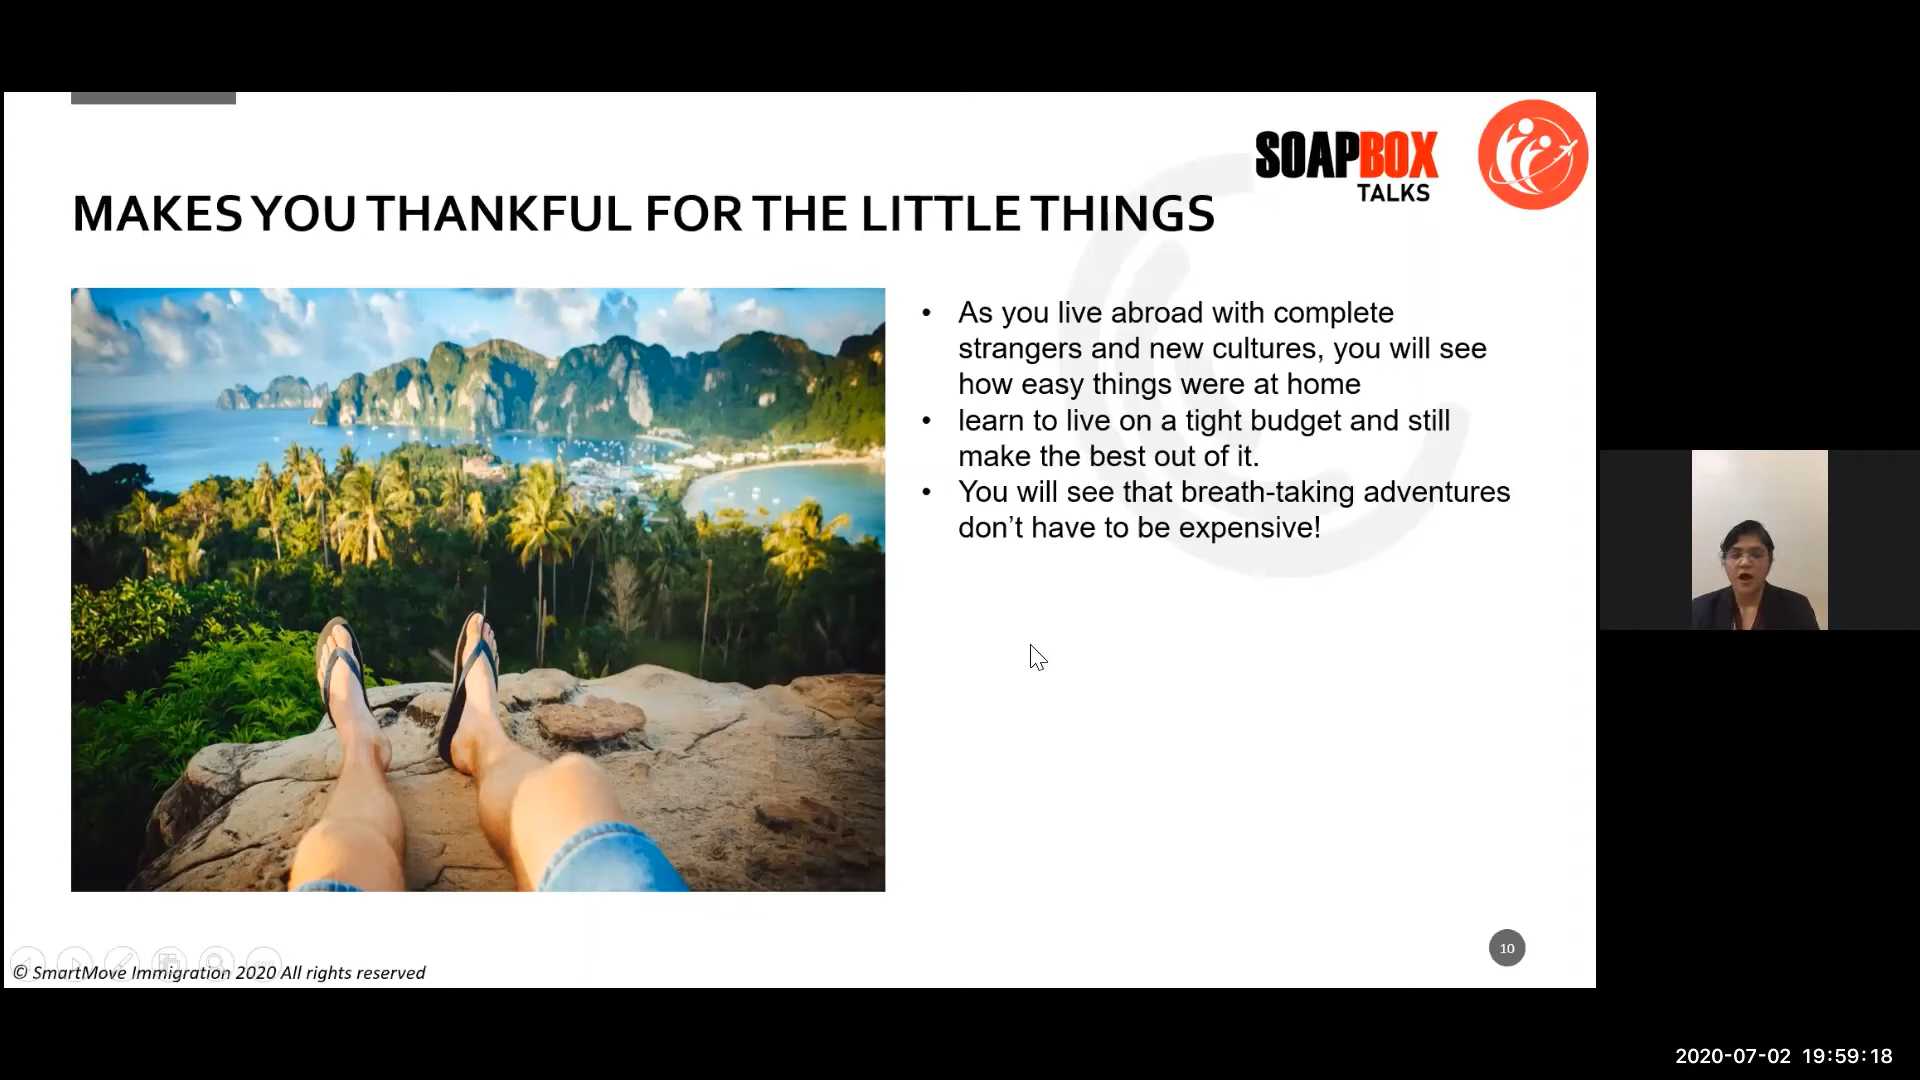 SOAPBOX
TALKS
MAKES YOU THANKFUL FOR THE LITTLE THINGS
• As you live abroad with complete
strangers and new cultures, you will see
how easy things were at home
• learn to live on a tight budget and still
make the best out of it.
• You will see that breath-taking adventures
don’t have to be expensive!
10
© SmartMove Immigration 2020 All rights reserved
2020-07-02 19:59:18